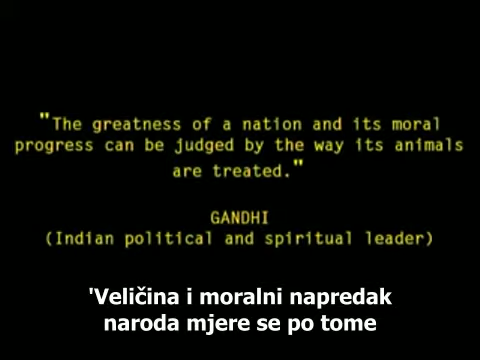 "The greatness of a nation and its moral
progress can be judged by the way its animals
are treated."
GANDHI
(Indian political and spiritual leader)
'Veličina i moralni napredak
naroda mjere se po tome